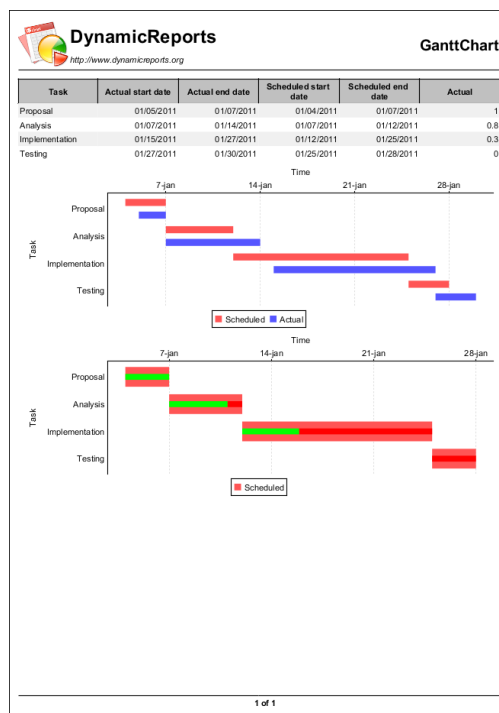 DynamicReports
http://www.dynamicreports.org
GanttChart
Task Actual start date Actual end date Scheduled start date Scheduled end date Actual
Proposal 01/05/2011 01/07/2011 01/04/2011 01/07/2011 1
Analysis 01/07/2011 01/14/2011 01/07/2011 01/12/2011 0.8
Implementation 01/15/2011 01/27/2011 01/12/2011 01/25/2011 0.3
Testing 01/27/2011 01/30/2011 01/25/2011 01/28/2011 0
Time
7-jan 14-jan 21-jan 28-jan
Task
Proposal
Analysis
Implementation
Testing
Scheduled Actual
Time
7-jan 14-jan 21-jan 28-jan
Task
Proposal
Analysis
Implementation
Testing
Scheduled
1 of 1